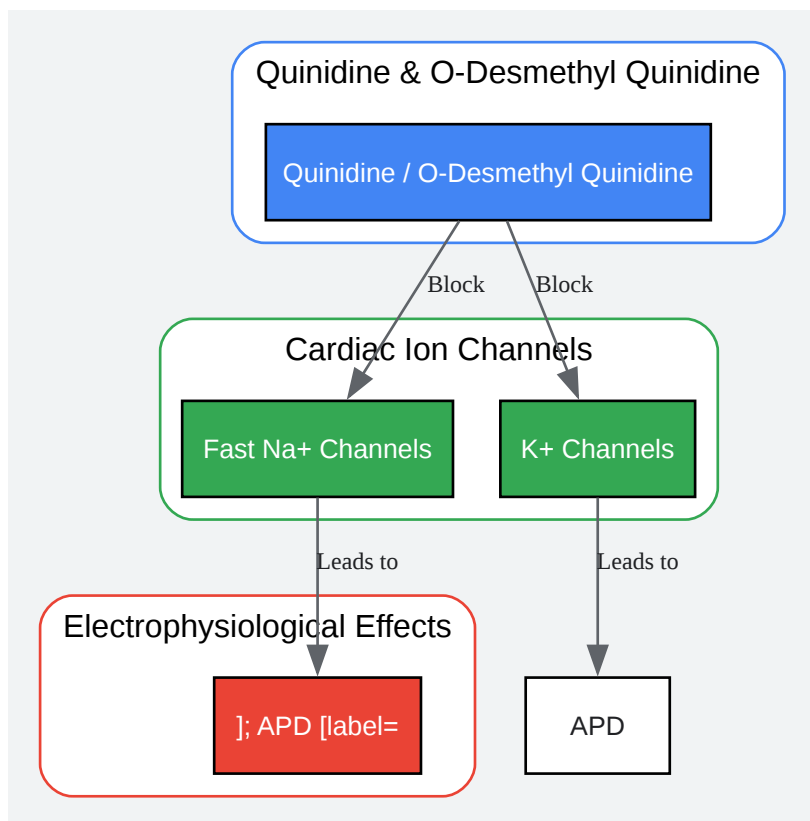 Quinidine & O-Desmethyl Quinidine
Quinidine / O-Desmethyl Quinidine
Block
Block
Cardiac Ion Channels
Fast Na+ Channels
K+ Channels
Leads to
Leads to
Electrophysiological Effects
]; APD [label=
APD